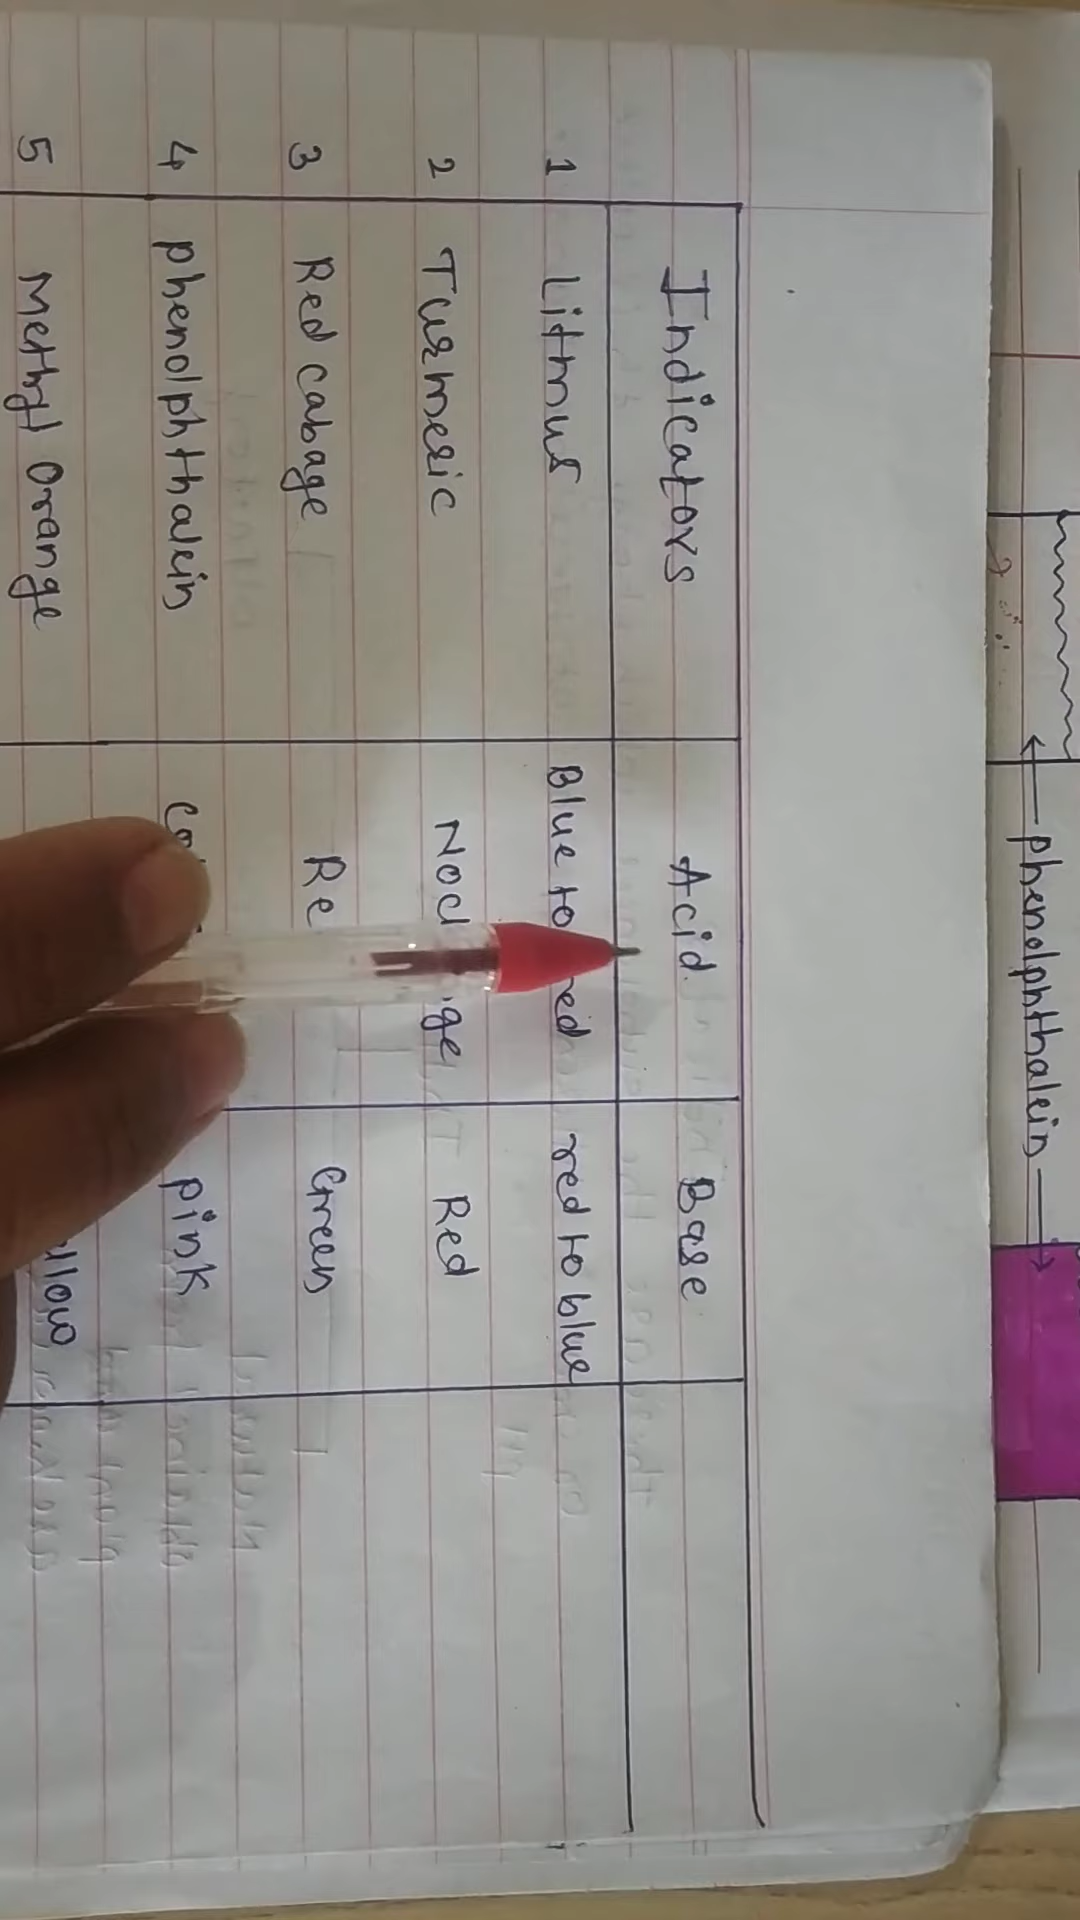 phenolphthalein
Indicators Acid Base
1 Litmus Blue to red red to blue
2 Turmeric Red
3 Red cabage Green
4 phenolphthalein pink
5 Methyl Orange